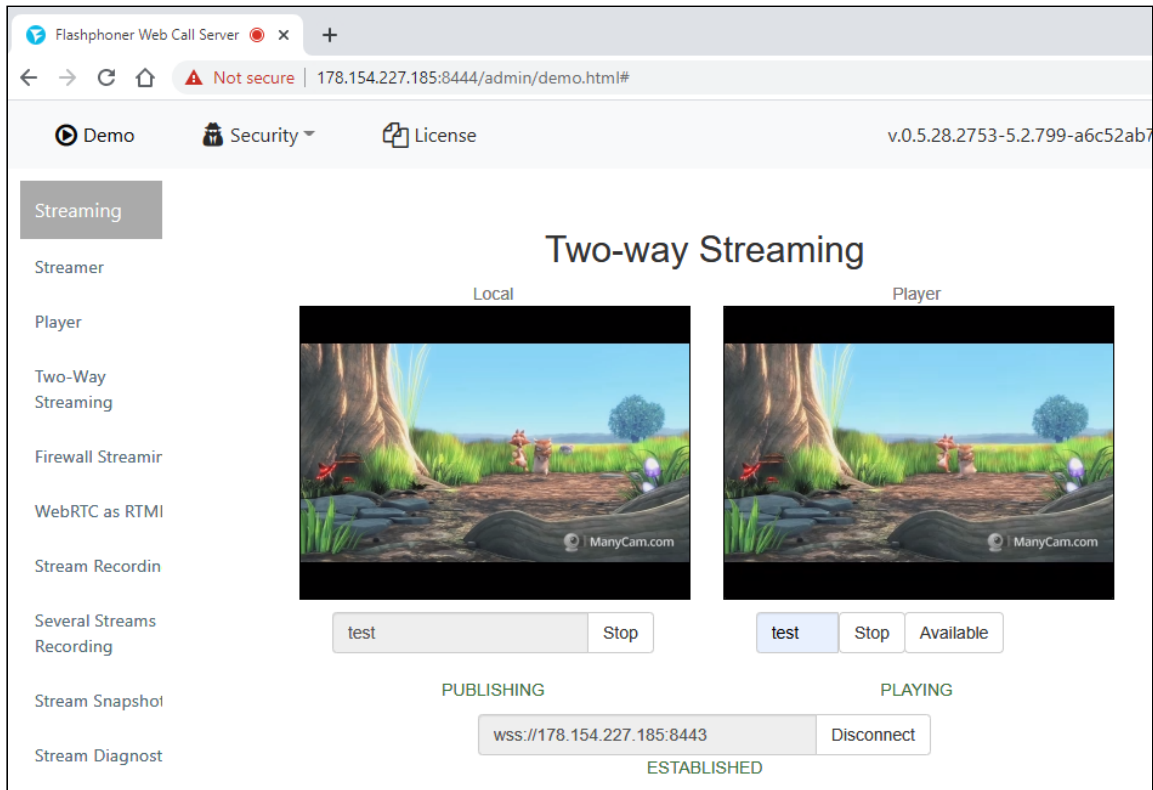 Flashphoner Web Call Server
Not secure 178.154.227.185:8444/admin/demo.html#
Demo Security License v.0.5.28.2753-5.2.799-a6c52ab7
Streaming
Streamer
Player
Two-Way
Streaming
Firewall Streamin
WebRTC as RTM
Stream Recordin
Several Streams
Recording
Stream Snapshot
Stream Diagnost
Two-way Streaming
Local Player
ManyCam.com ManyCam.com
test Stop test Stop Available
PUBLISHING PLAYING
wss://178.154.227.185:8443 Disconnect
ESTABLISHED